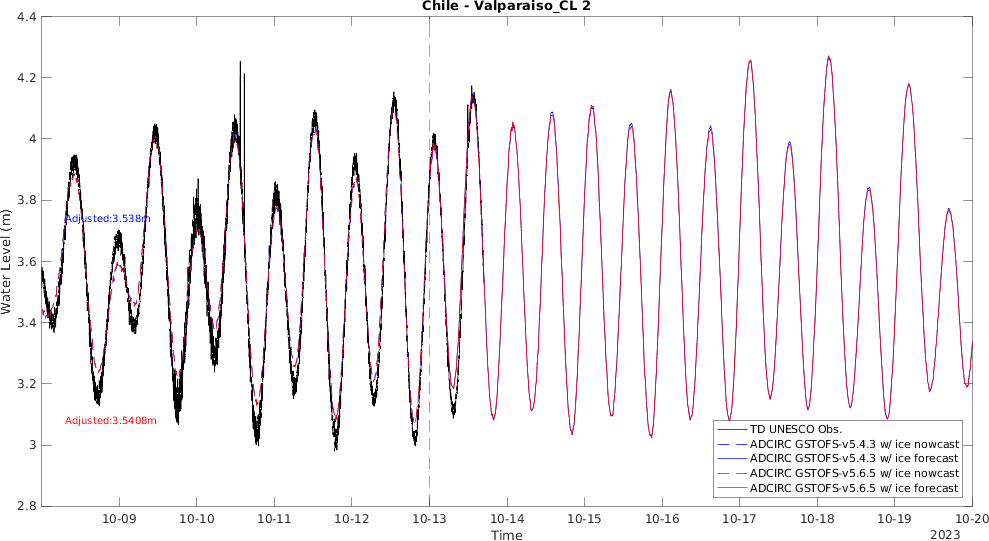 Chile - Valparaiso_CL 2
4.4
4.2
4
3.8
3.6
3.4
3.2
3
2.8
Water Level (m)
Adjusted:3.538m
Adjusted:3.5408m
TD UNESCO Obs.
ADCIRC GSTOFS-v5.4.3 w/ ice nowcast
ADCIRC GSTOFS-v5.4.3 w/ ice forecast
ADCIRC GSTOFS-v5.6.5 w/ ice nowcast
ADCIRC GSTOFS-v5.6.5 w/ ice forecast
10-09 10-10 10-11 10-12 10-13 10-14 10-15 10-16 10-17 10-18 10-19 10-20
Time
2023